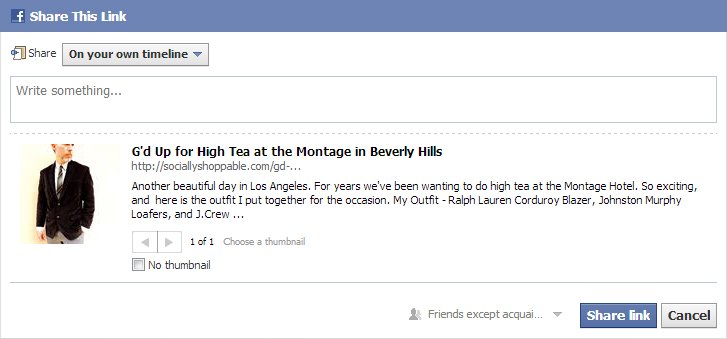 Share This Link
Share On your own timeline
Write something...
G'd Up for High Tea at the Montage in Beverly Hills
http://sociallyshoppable.com/gd-...
Another beautiful day in Los Angeles. For years we've been wanting to do high tea at the Montage Hotel. So exciting,
and here is the outfit I put together for the occasion. My Outfit - Ralph Lauren Corduroy Blazer, Johnston Murphy
Loafers, and J.Crew ...
1 of 1 Choose a thumbnail
No thumbnail
Friends except acquai... Share link Cancel